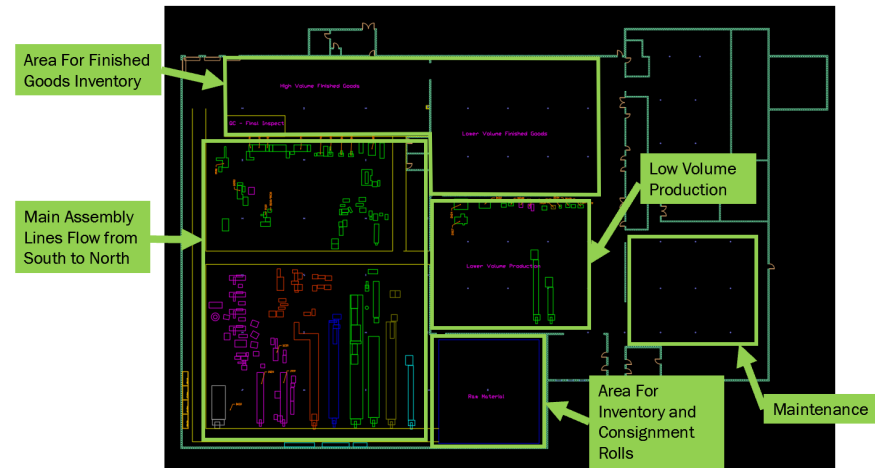 Area For Finished
Goods Inventory
High Volume Finished Goods
QC - Final Inspect
Lower Volume Finished Goods
Low Volume
Production
Main Assembly
Lines Flow from
South to North
Lower Volume Production
Raw Material
Area For
Inventory and
Consignment
Rolls
Maintenance